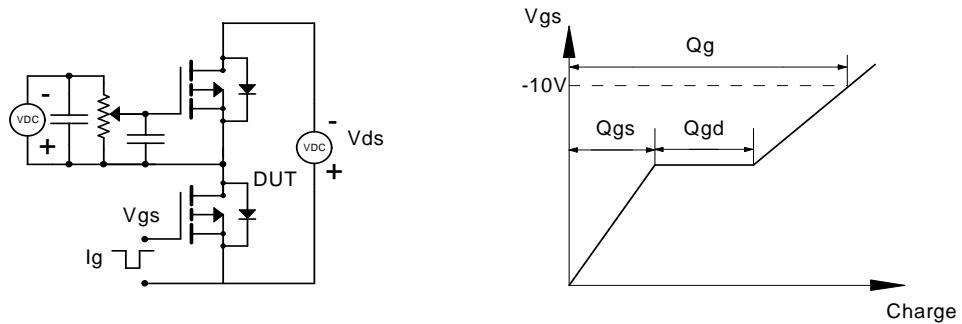 -
VDC
+
-
VDC
+
Vds
DUT
Vgs
Ig
Vgs
Qg
-10V
Qgs
Qgd
Charge